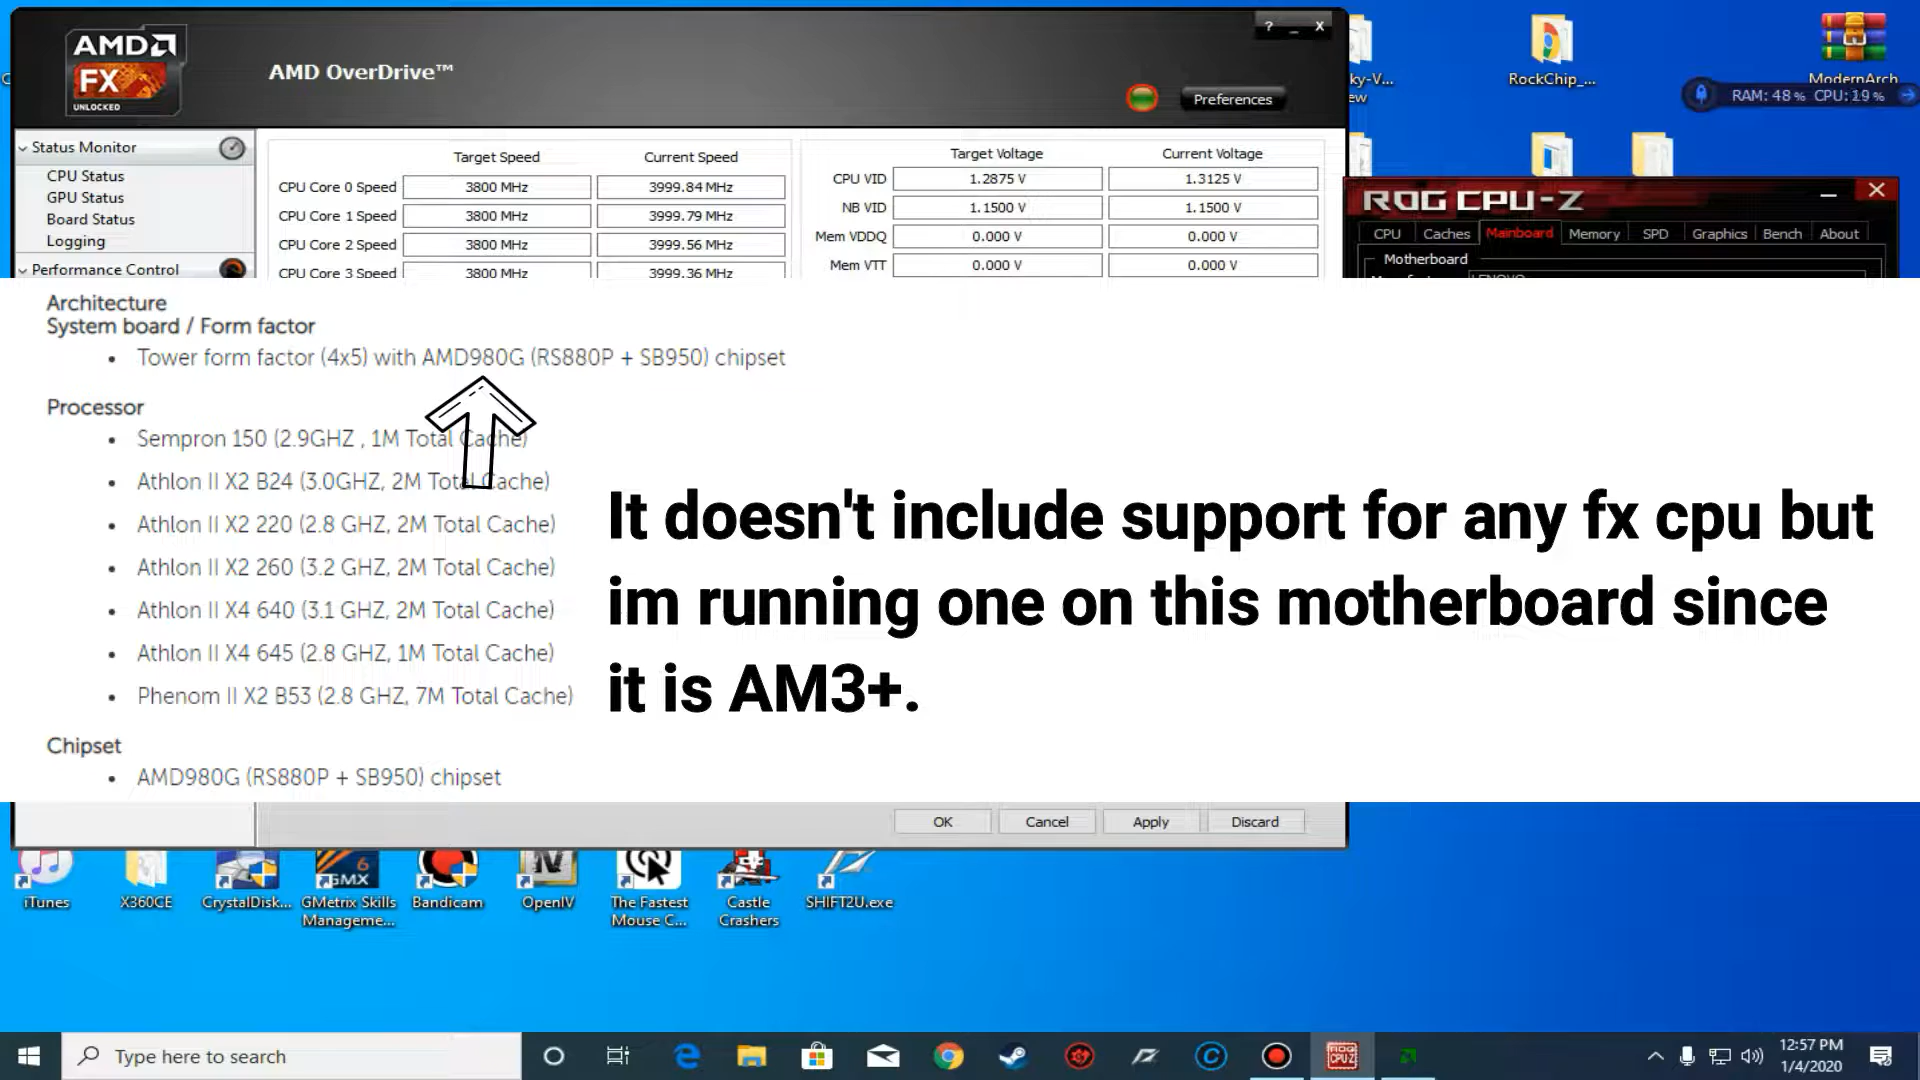 AMD
FX
UNLOCKED
AMD OverDrive™
? _ x
Preferences
Status Monitor
CPU Status
GPU Status
Board Status
Logging
Performance Control
Target Speed Current Speed
CPU Core 0 Speed 3800 MHz 3999.84 MHz
CPU Core 1 Speed 3800 MHz 3999.79 MHz
CPU Core 2 Speed 3800 MHz 3999.56 MHz
CPU Core 3 Speed 3800 MHz 3999.36 MHz
Target Voltage Current Voltage
CPU VID 1.2875 V 1.3125 V
NB VID 1.1500 V 1.1500 V
Mem VDDQ 0.000 V 0.000 V
Mem VTT 0.000 V 0.000 V
ky-V...
ew
RockChip_...
ModernArch
RAM: 48% CPU: 19 %
ROG CPU-Z
CPU Caches Mainboard Memory SPD Graphics Bench About
Motherboard
Architecture
System board / Form factor
• Tower form factor (4x5) with AMD980G (RS880P + SB950) chipset
Processor
• Sempron 150 (2.9GHZ , 1M Total Cache)
• Athlon II X2 B24 (3.0GHZ, 2M Total Cache)
• Athlon II X2 220 (2.8 GHZ, 2M Total Cache)
• Athlon II X2 260 (3.2 GHZ, 2M Total Cache)
• Athlon II X4 640 (3.1 GHZ, 2M Total Cache)
• Athlon II X4 645 (2.8 GHZ, 1M Total Cache)
• Phenom II X2 B53 (2.8 GHZ, 7M Total Cache)
Chipset
• AMD980G (RS880P + SB950) chipset
It doesn't include support for any fx cpu but
im running one on this motherboard since
it is AM3+.
OK Cancel Apply Discard
iTunes
X360CE
CrystalDisk...
GMX
GMetrix Skills
Manageme...
Bandicam
OpenIV
The Fastest
Mouse C...
Castle
Crashers
SHIFT2U.exe
Type here to search
12:57 PM
1/4/2020